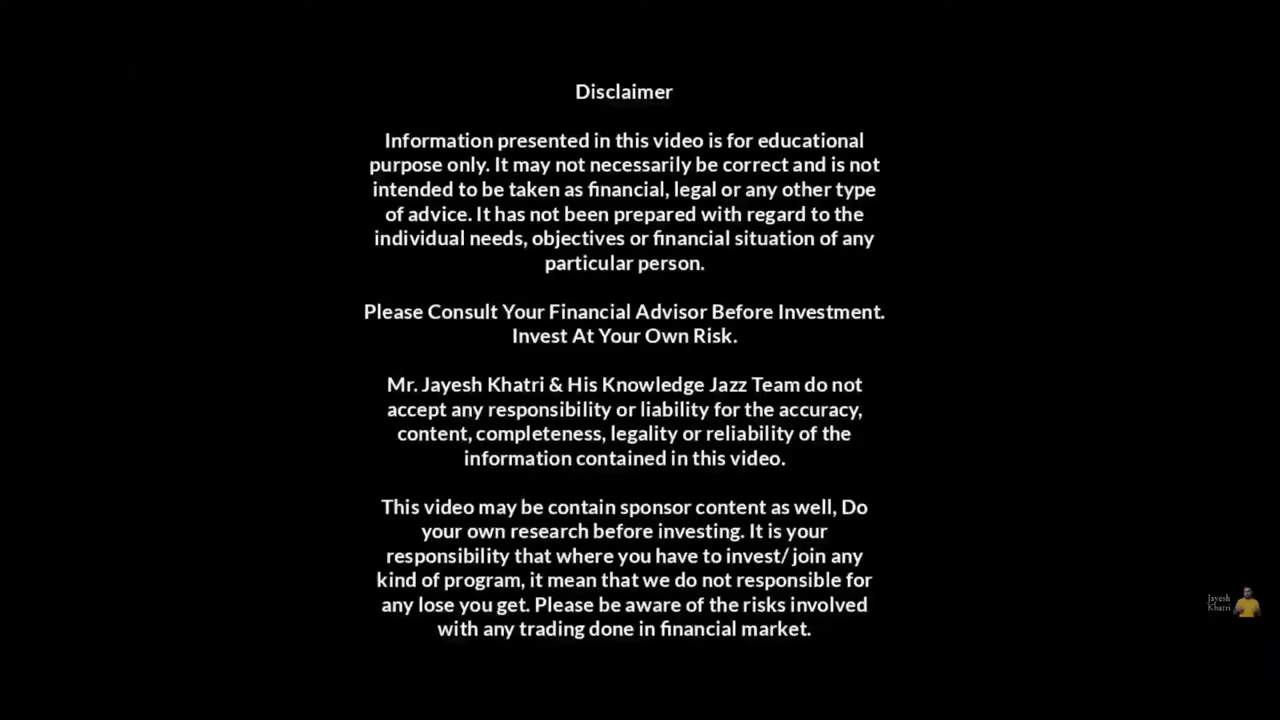 Disclaimer
Information presented in this video is for educational
purpose only. It may not necessarily be correct and is not
intended to be taken as financial, legal or any other type
of advice. It has not been prepared with regard to the
individual needs, objectives or financial situation of any
particular person.
Please Consult Your Financial Advisor Before Investment.
Invest At Your Own Risk.
Mr. Jayesh Khatri & His Knowledge Jazz Team do not
accept any responsibility or liability for the accuracy,
content, completeness, legality or reliability of the
information contained in this video.
This video may be contain sponsor content as well, Do
your own research before investing. It is your
responsibility that where you have to invest/ join any
kind of program, it mean that we do not responsible for
any lose you get. Please be aware of the risks involved
with any trading done in financial market.
Jayesh
Khatri